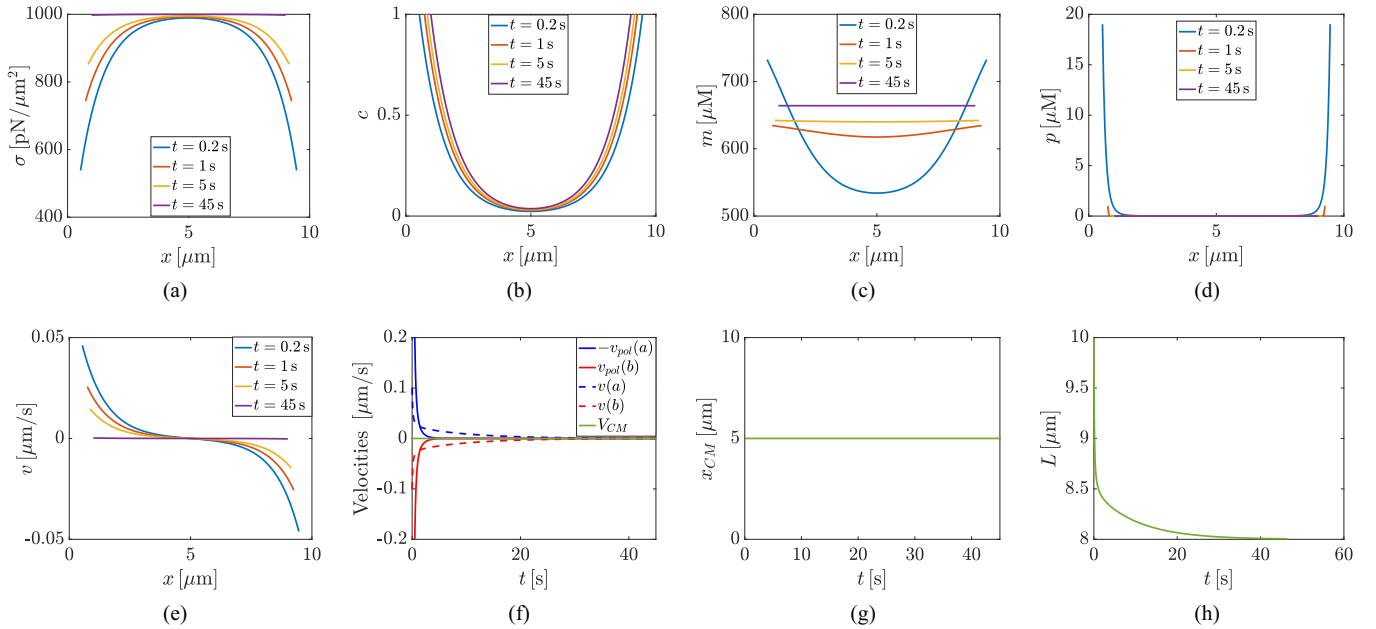 1000
800
600
400
σ [pN/μm²]
t = 0.2 s
t = 1 s
t = 5 s
t = 45 s
0 5 10
x [μm]
(a)
1
0.5
0
c
t = 0.2 s
t = 1 s
t = 5 s
t = 45 s
0 5 10
x [μm]
(b)
800
700
600
500
m [μM]
t = 0.2 s
t = 1 s
t = 5 s
t = 45 s
0 5 10
x [μm]
(c)
20
15
10
5
0
p [μM]
t = 0.2 s
t = 1 s
t = 5 s
t = 45 s
0 5 10
x [μm]
(d)
0.05
0
-0.05
v [μm/s]
t = 0.2 s
t = 1 s
t = 5 s
t = 45 s
0 5 10
x [μm]
(e)
0.2
0.1
0
-0.1
-0.2
Velocities [μm/s]
−v_pol(a)
v_pol(b)
v(a)
v(b)
V_CM
0 20 40
t [s]
(f)
10
5
0
x_CM [μm]
0 10 20 30 40
t [s]
(g)
10
9.5
9
8.5
8
L [μm]
0 20 40 60
t [s]
(h)